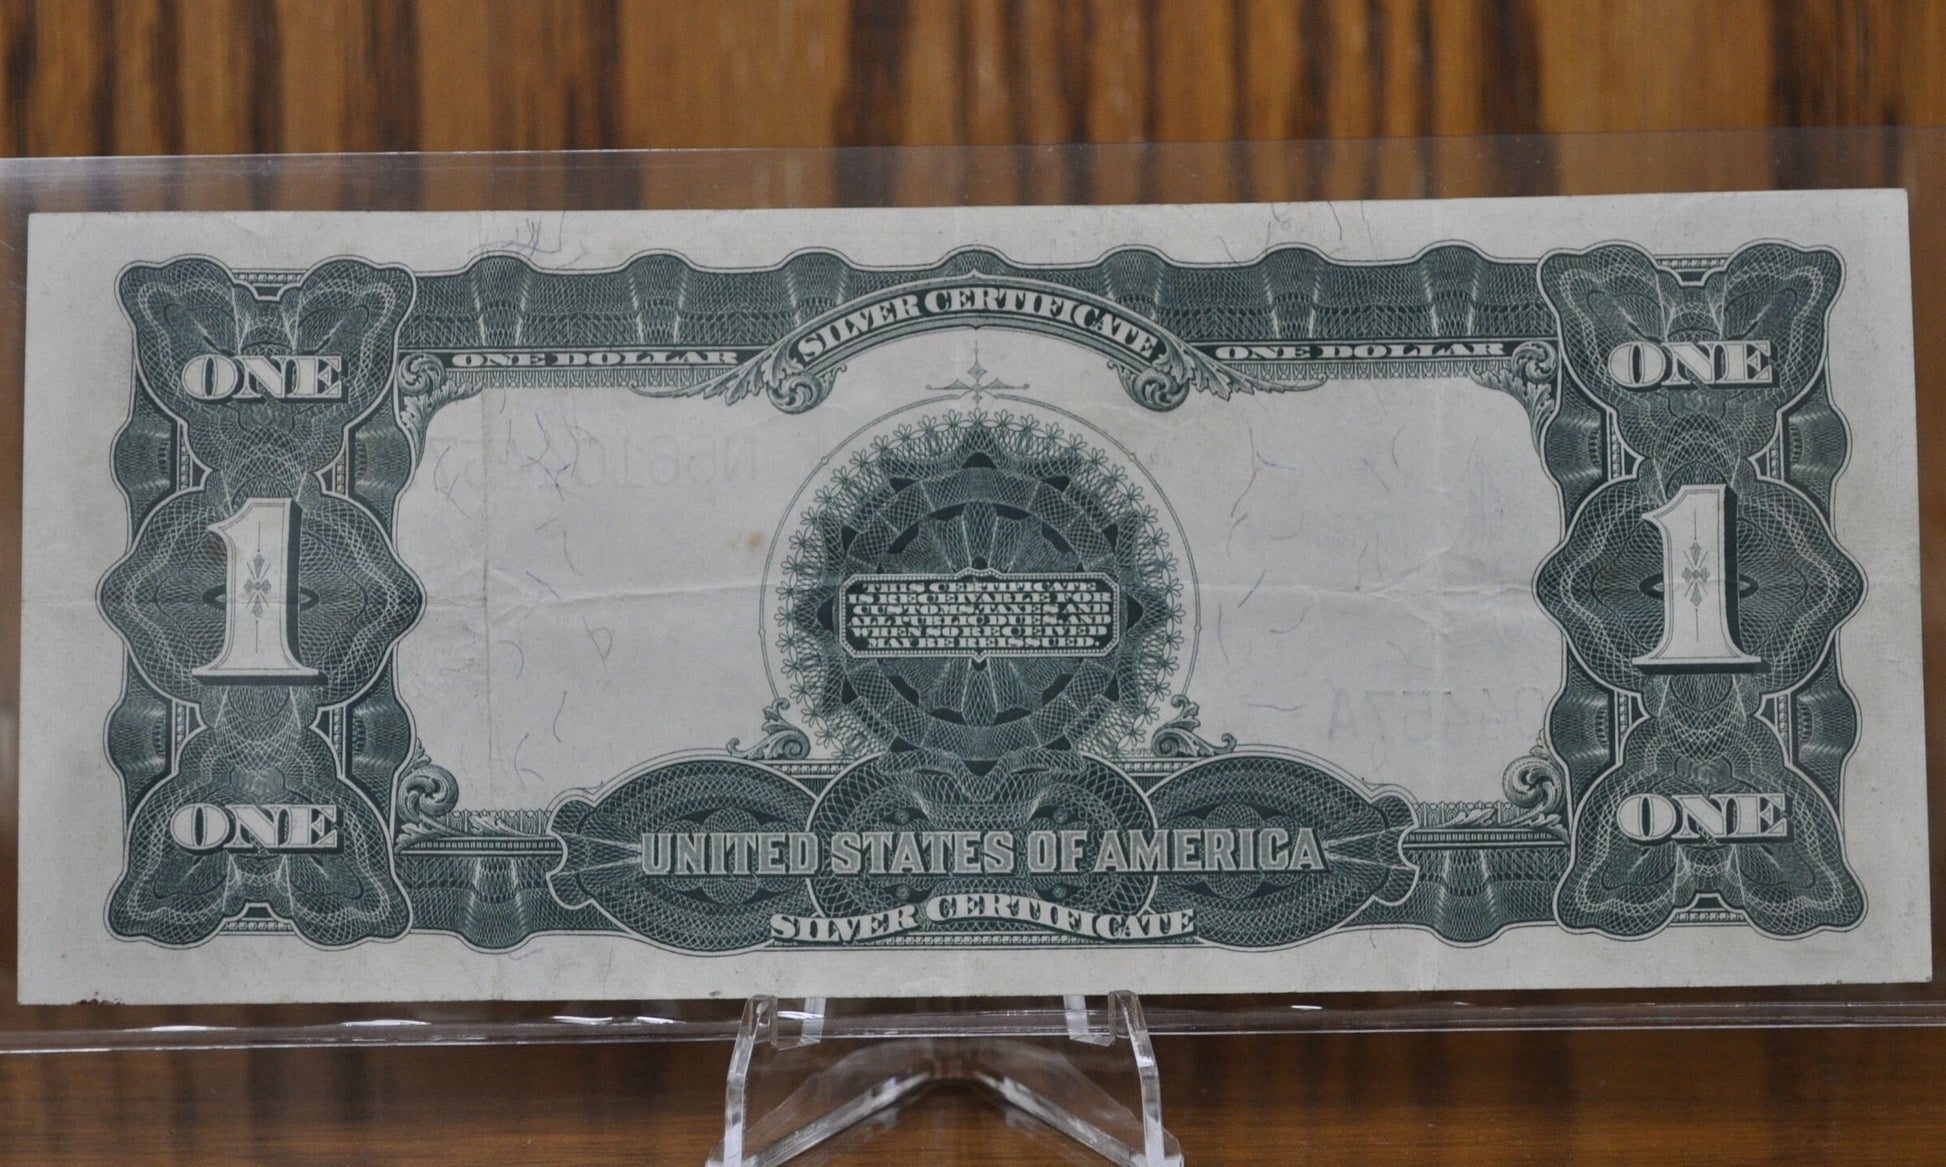 SILVER CERTIFICATE
ONE DOLLAR ONE DOLLAR
ONE ONE
1 1
THIS CERTIFICATE
IS RECEIVABLE FOR
CUSTOMS, TAXES, AND
ALL PUBLIC DUES, AND
WHEN SO RECEIVED
MAY BE REISSUED.
ONE ONE
UNITED STATES OF AMERICA
SILVER CERTIFICATE